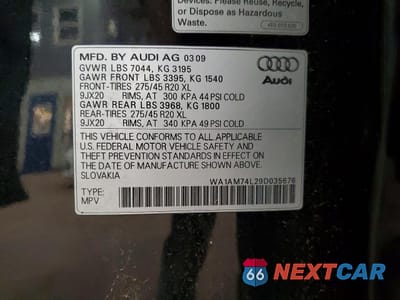 Devices. Please Reuse, Recycle,
or Dispose as Hazardous
Waste.
MFD. BY AUDI AG 03 09
GVWR LBS 7044, KG 3195
GAWR FRONT LBS 3395, KG 1540
FRONT-TIRES 275/45 R20 XL
9JX20 RIMS, AT 300 KPA 44 PSI COLD
GAWR REAR LBS 3968, KG 1800
REAR-TIRES 275/45 R20 XL
9JX20 RIMS, AT 340 KPA 49 PSI COLD
Audi
THIS VEHICLE CONFORMS TO ALL APPLICABLE
U.S. FEDERAL MOTOR VEHICLE SAFETY AND
THEFT PREVENTION STANDARDS IN EFFECT ON
THE DATE OF MANUFACTURE SHOWN ABOVE.
SLOVAKIA
WA1AM74L29D035676
TYPE:
MPV
66 NEXTCAR